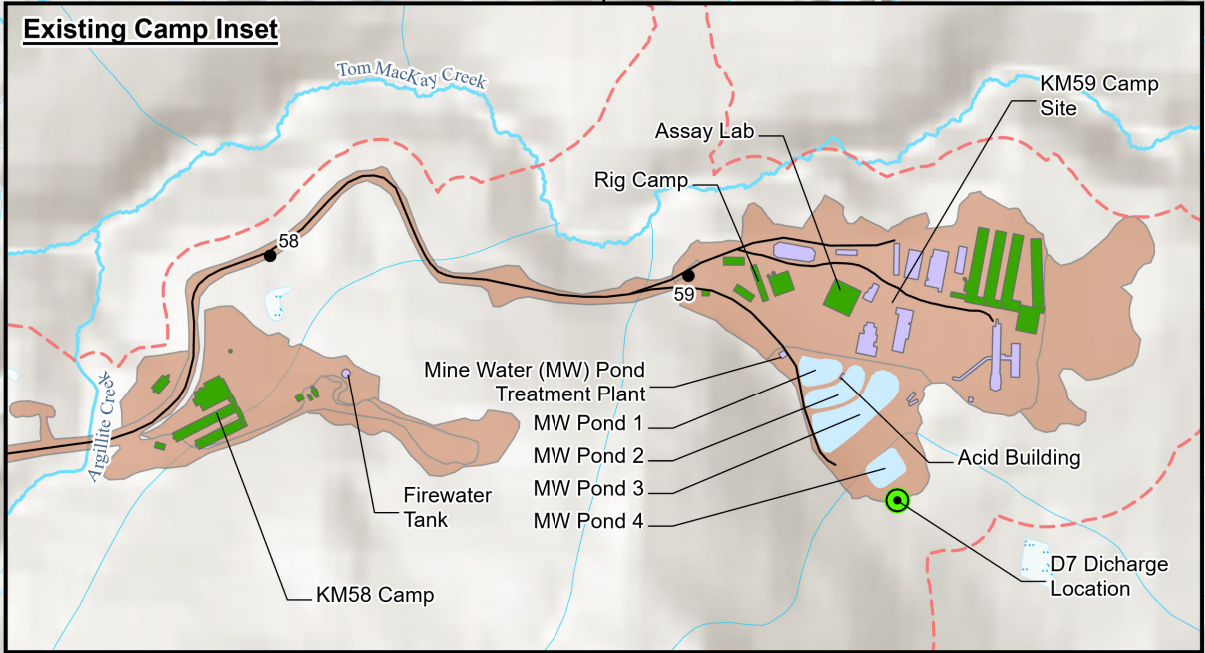 Existing Camp Inset
Tom MacKay Creek
KM59 Camp
Site
Assay Lab
Rig Camp
58
59
Mine Water (MW) Pond
Treatment Plant
MW Pond 1
MW Pond 2
MW Pond 3
MW Pond 4
Argillite Creek
Acid Building
Firewater
Tank
D7 Dicharge
Location
KM58 Camp